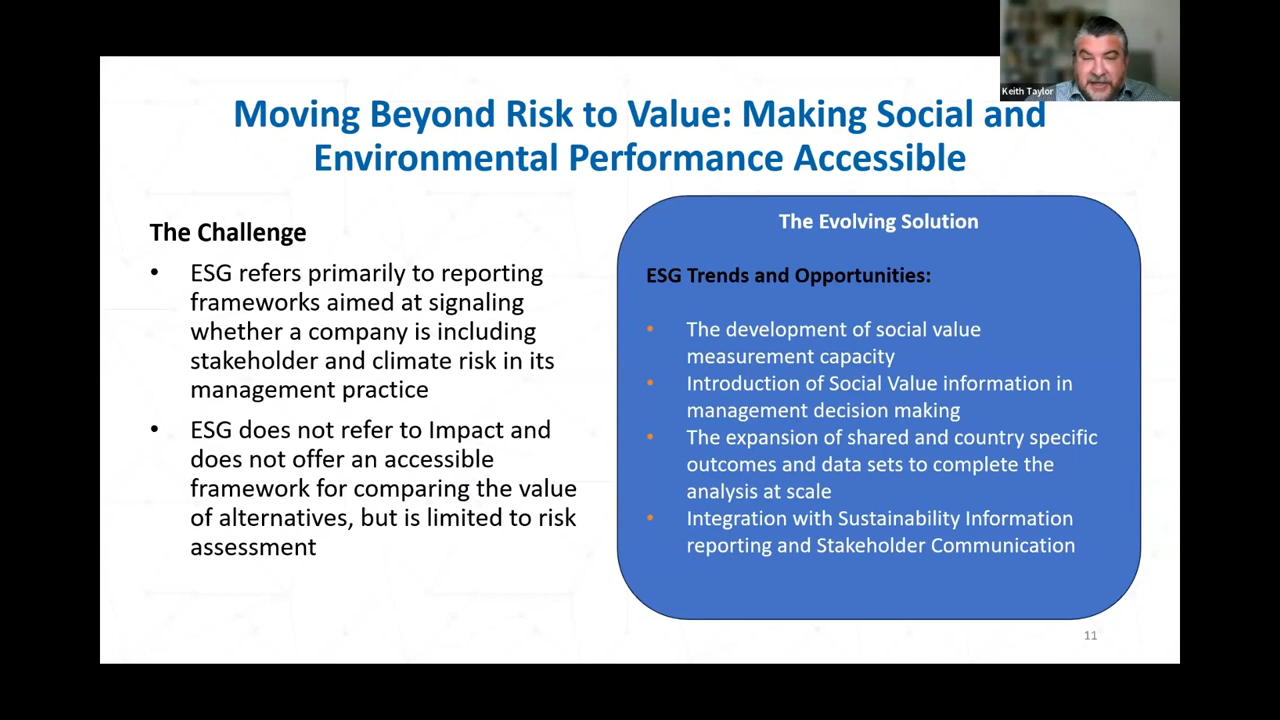 Keith Taylor
Moving Beyond Risk to Value: Making Social and
Environmental Performance Accessible
The Challenge
• ESG refers primarily to reporting
frameworks aimed at signaling
whether a company is including
stakeholder and climate risk in its
management practice
• ESG does not refer to Impact and
does not offer an accessible
framework for comparing the value
of alternatives, but is limited to risk
assessment
The Evolving Solution
ESG Trends and Opportunities:
• The development of social value
measurement capacity
• Introduction of Social Value information in
management decision making
• The expansion of shared and country specific
outcomes and data sets to complete the
analysis at scale
• Integration with Sustainability Information
reporting and Stakeholder Communication
11